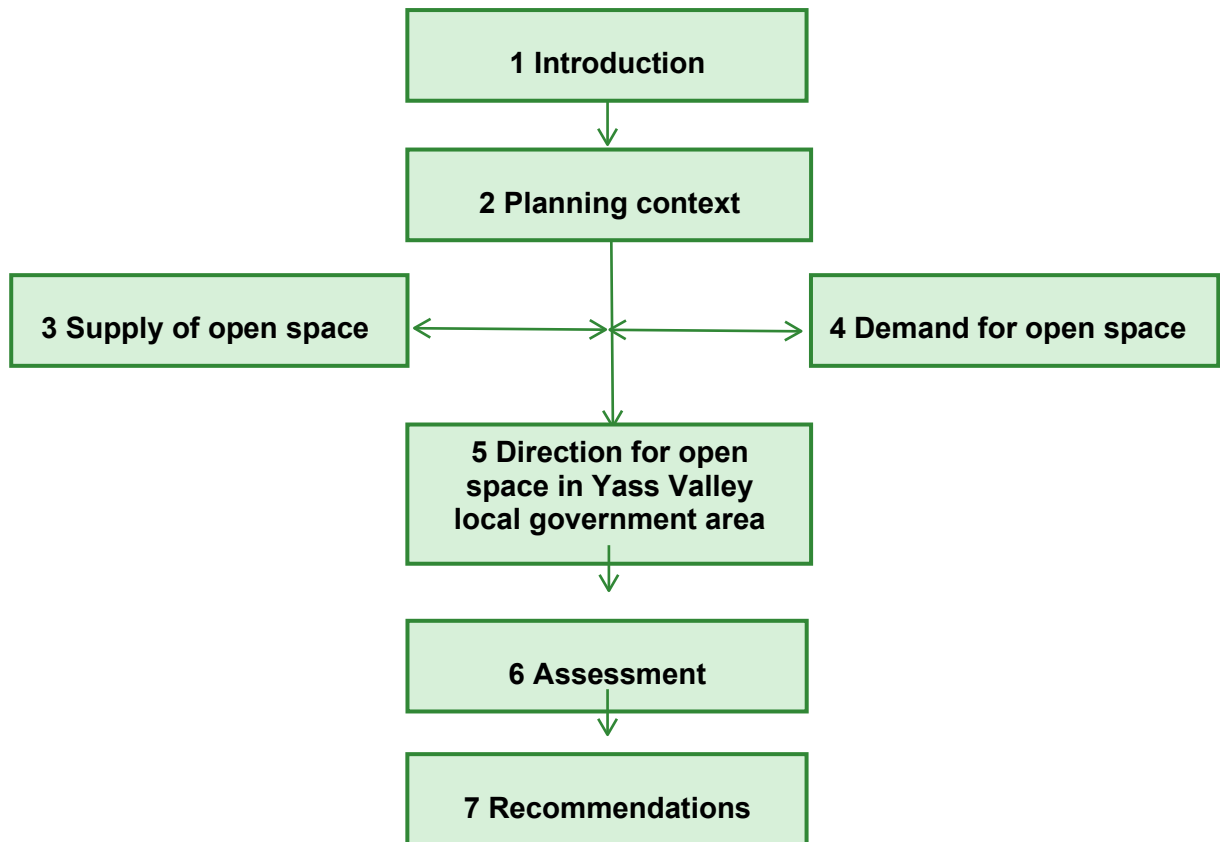 1 Introduction
2 Planning context
3 Supply of open space
4 Demand for open space
5 Direction for open
space in Yass Valley
local government area
6 Assessment
7 Recommendations